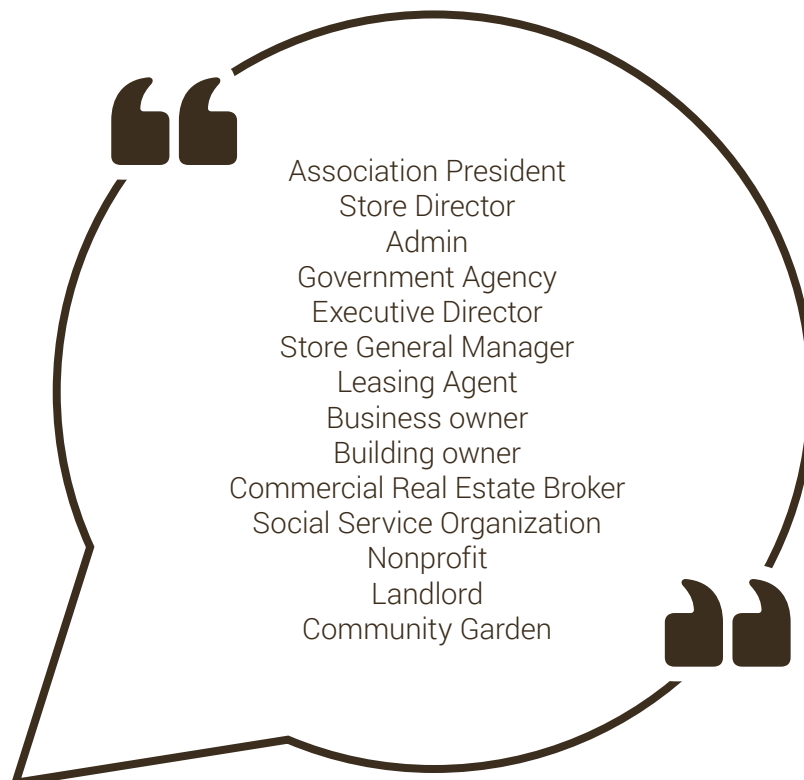 Association President
Store Director
Admin
Government Agency
Executive Director
Store General Manager
Leasing Agent
Business owner
Building owner
Commercial Real Estate Broker
Social Service Organization
Nonprofit
Landlord
Community Garden